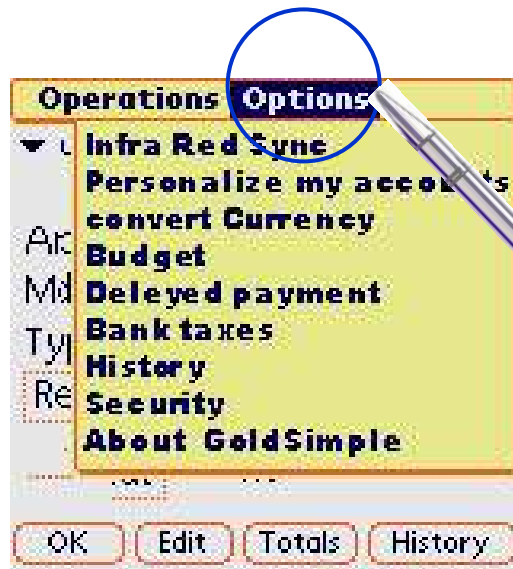 Operations Options
Infra Red Sync
Personalize my accounts
convert Currency
Budget
Deleyed payment
Bank taxes
History
Security
About GoldSimple
OK Edit Totals History